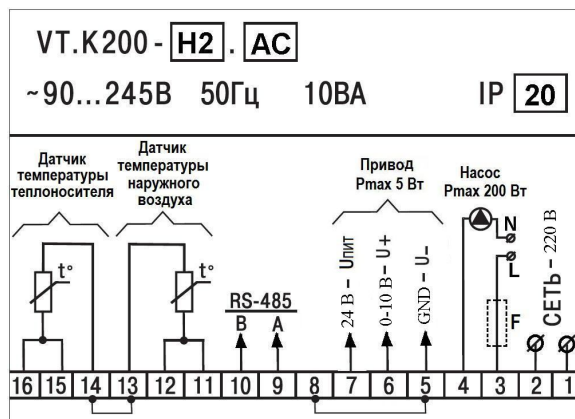 VT.K200-H2.AC
~90...245В 50Гц 10ВА IP 20
Датчик
температуры
теплоносителя
Датчик
температуры
наружного
воздуха
Привод
Pmax 5 Вт
Насос
Pmax 200 Вт
t°
t°
RS-485
B A
24 В - Uпит
0-10 В - U+
GND - U-
N
L
F
СЕТЬ - 220 В
16 15 14 13 12 11 10 9 8 7 6 5 4 3 2 1